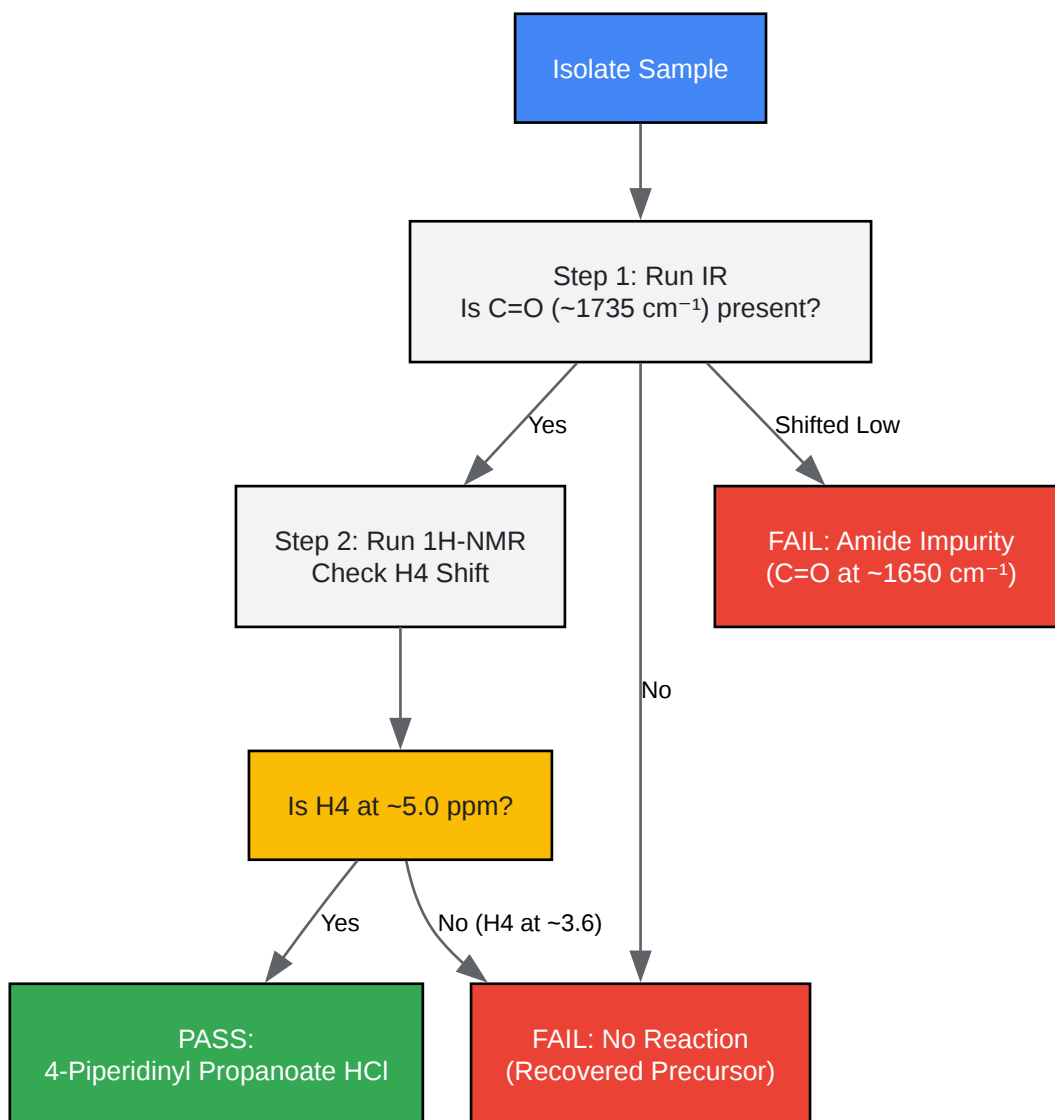 Isolate Sample
Step 1: Run IR
Is C=O (~1735 cm⁻¹) present?
Yes
Shifted Low
Step 2: Run 1H-NMR
Check H4 Shift
FAIL: Amide Impurity
(C=O at ~1650 cm⁻¹)
No
Is H4 at ~5.0 ppm?
Yes
No (H4 at ~3.6)
PASS:
4-Piperidinyl Propanoate HCl
FAIL: No Reaction
(Recovered Precursor)